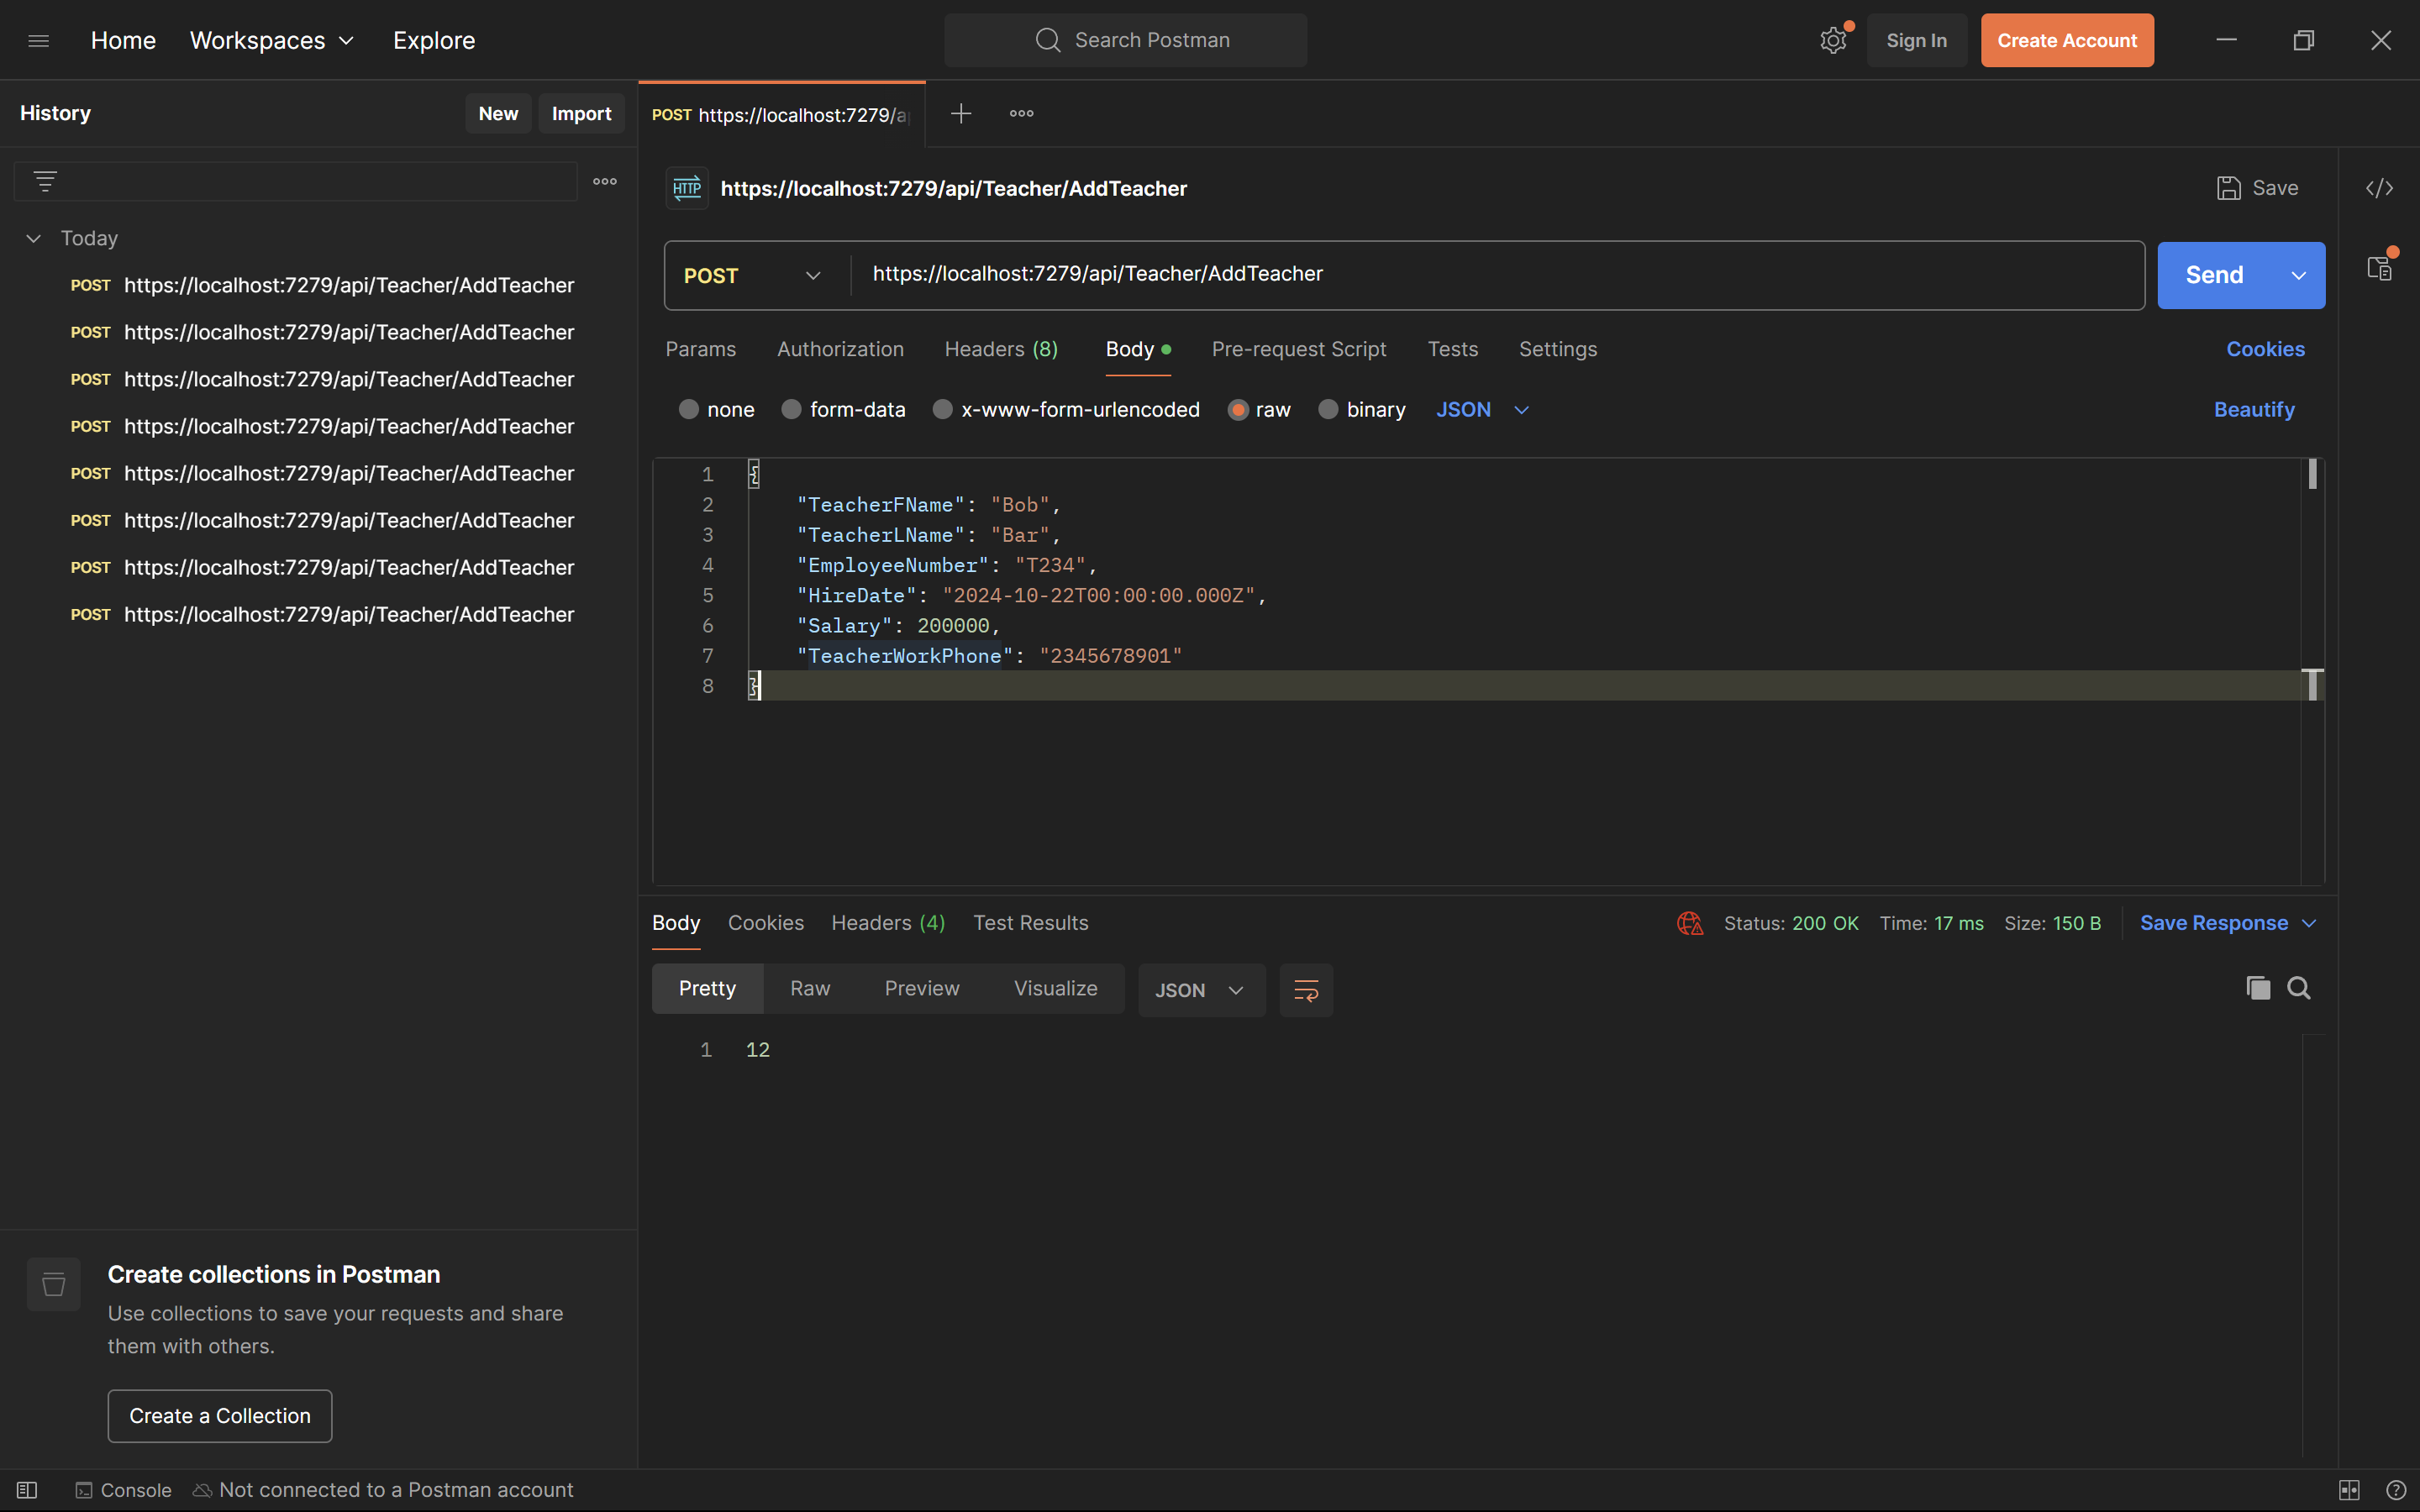 Home Workspaces Explore Search Postman Sign In Create Account
History New Import
POST https://localhost:7279/a
HTTP https://localhost:7279/api/Teacher/AddTeacher Save
Today
POST https://localhost:7279/api/Teacher/AddTeacher
POST https://localhost:7279/api/Teacher/AddTeacher
POST https://localhost:7279/api/Teacher/AddTeacher
POST https://localhost:7279/api/Teacher/AddTeacher
POST https://localhost:7279/api/Teacher/AddTeacher
POST https://localhost:7279/api/Teacher/AddTeacher
POST https://localhost:7279/api/Teacher/AddTeacher
POST https://localhost:7279/api/Teacher/AddTeacher
POST https://localhost:7279/api/Teacher/AddTeacher Send
Params Authorization Headers (8) Body Pre-request Script Tests Settings Cookies
none form-data x-www-form-urlencoded raw binary JSON Beautify
1 {
2 "TeacherFName": "Bob",
3 "TeacherLName": "Bar",
4 "EmployeeNumber": "T234",
5 "HireDate": "2024-10-22T00:00:00.000Z",
6 "Salary": 200000,
7 "TeacherWorkPhone": "2345678901"
8 }
Body Cookies Headers (4) Test Results Status: 200 OK Time: 17 ms Size: 150 B Save Response
Pretty Raw Preview Visualize JSON
1 12
Create collections in Postman
Use collections to save your requests and share
them with others.
Create a Collection
Console Not connected to a Postman account